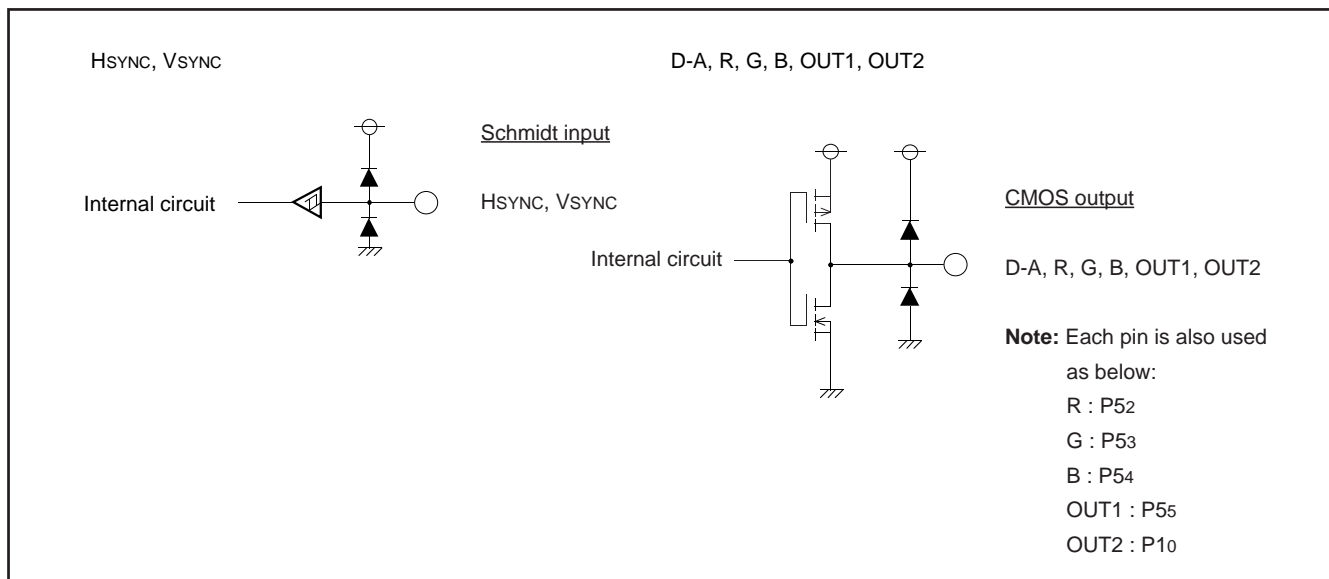 HSYNC, VSYNC
Schmidt input
Internal circuit
HSYNC, VSYNC
D-A, R, G, B, OUT1, OUT2
CMOS output
Internal circuit
D-A, R, G, B, OUT1, OUT2
Note: Each pin is also used
as below:
R : P52
G : P53
B : P54
OUT1 : P55
OUT2 : P10